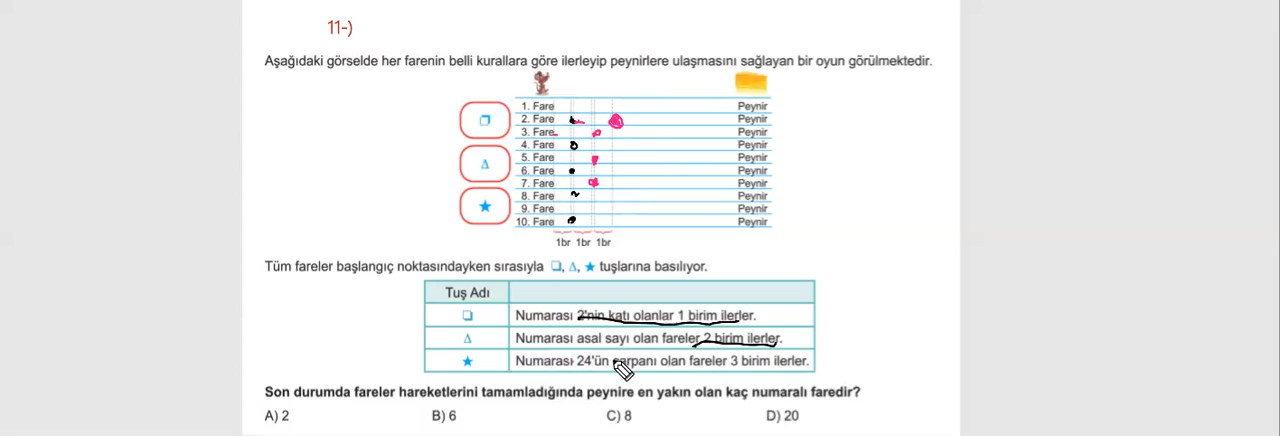 11-)
Aşağıdaki görselde her farenin belli kurallara göre ilerleyip peynirlere ulaşmasını sağlayan bir oyun görülmektedir.
1. Fare Peynir
2. Fare Peynir
3. Fare Peynir
4. Fare Peynir
5. Fare Peynir
6. Fare Peynir
7. Fare Peynir
8. Fare Peynir
9. Fare Peynir
10. Fare Peynir
1br 1br 1br
Tüm fareler başlangıç noktasındayken sırasıyla ❏, Δ, ★ tuşlarına basılıyor.
Tuş Adı
❏ Numarası 2'nin katı olanlar 1 birim ilerler.
Δ Numarası asal sayı olan fareler 2 birim ilerler.
★ Numarası 24'ün çarpanı olan fareler 3 birim ilerler.
Son durumda fareler hareketlerini tamamladığında peynire en yakın olan kaç numaralı faredir?
A) 2 B) 6 C) 8 D) 20